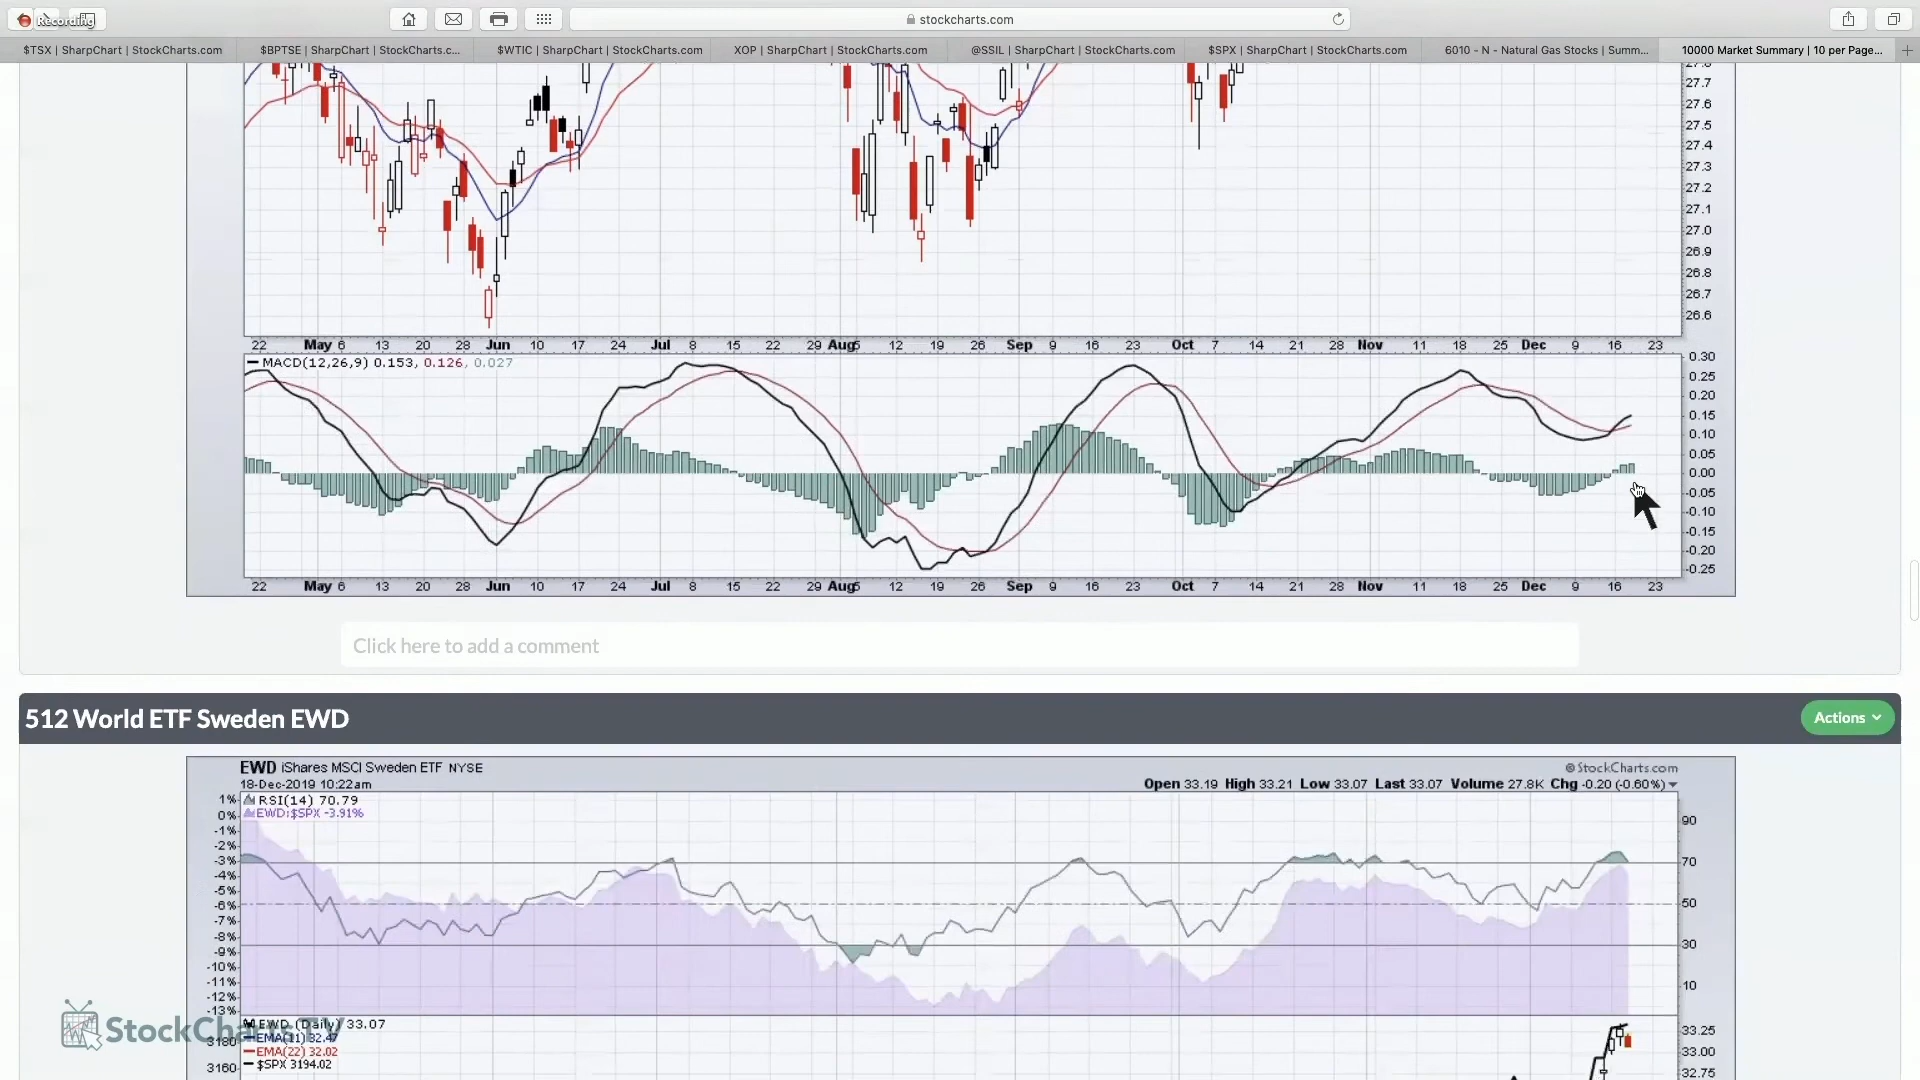 Recording
stockcharts.com
$TSX | SharpChart | StockCharts.com
$BPTSE | SharpChart | StockCharts.c...
$WTIC | SharpChart | StockCharts.com
XOP | SharpChart | StockCharts.com
@SSIL | SharpChart | StockCharts.com
$SPX | SharpChart | StockCharts.com
6010 - N - Natural Gas Stocks | Summ...
10000 Market Summary | 10 per Page...
27.7
27.6
27.5
27.4
27.3
27.2
27.1
27.0
26.9
26.8
26.7
26.6
22 May 6 13 20 28 Jun 10 17 24 Jul 8 15 22 29 Aug 5 12 19 26 Sep 9 16 23 Oct 7 14 21 28 Nov 11 18 25 Dec 9 16 23
MACD(12,26,9) 0.153, 0.126, 0.027
0.30
0.25
0.20
0.15
0.10
0.05
0.00
-0.05
-0.10
-0.15
-0.20
-0.25
22 May 6 13 20 28 Jun 10 17 24 Jul 8 15 22 29 Aug 5 12 19 26 Sep 9 16 23 Oct 7 14 21 28 Nov 11 18 25 Dec 9 16 23
Click here to add a comment
512 World ETF Sweden EWD
Actions
EWD iShares MSCI Sweden ETF NYSE
© StockCharts.com
18-Dec-2019 10:22am
Open 33.19 High 33.21 Low 33.07 Last 33.07 Volume 27.8K Chg -0.20 (-0.60%)
RSI(14) 70.79
EWD:$SPX -3.91%
1%
0%
-1%
-2%
-3%
-4%
-5%
-6%
-7%
-8%
-9%
-10%
-11%
-12%
-13%
90
70
50
30
10
EWD (Daily) 33.07
EMA(11) 32.47
EMA(22) 32.02
$SPX 3194.02
3180
3160
33.25
33.00
32.75
StockCharts TV